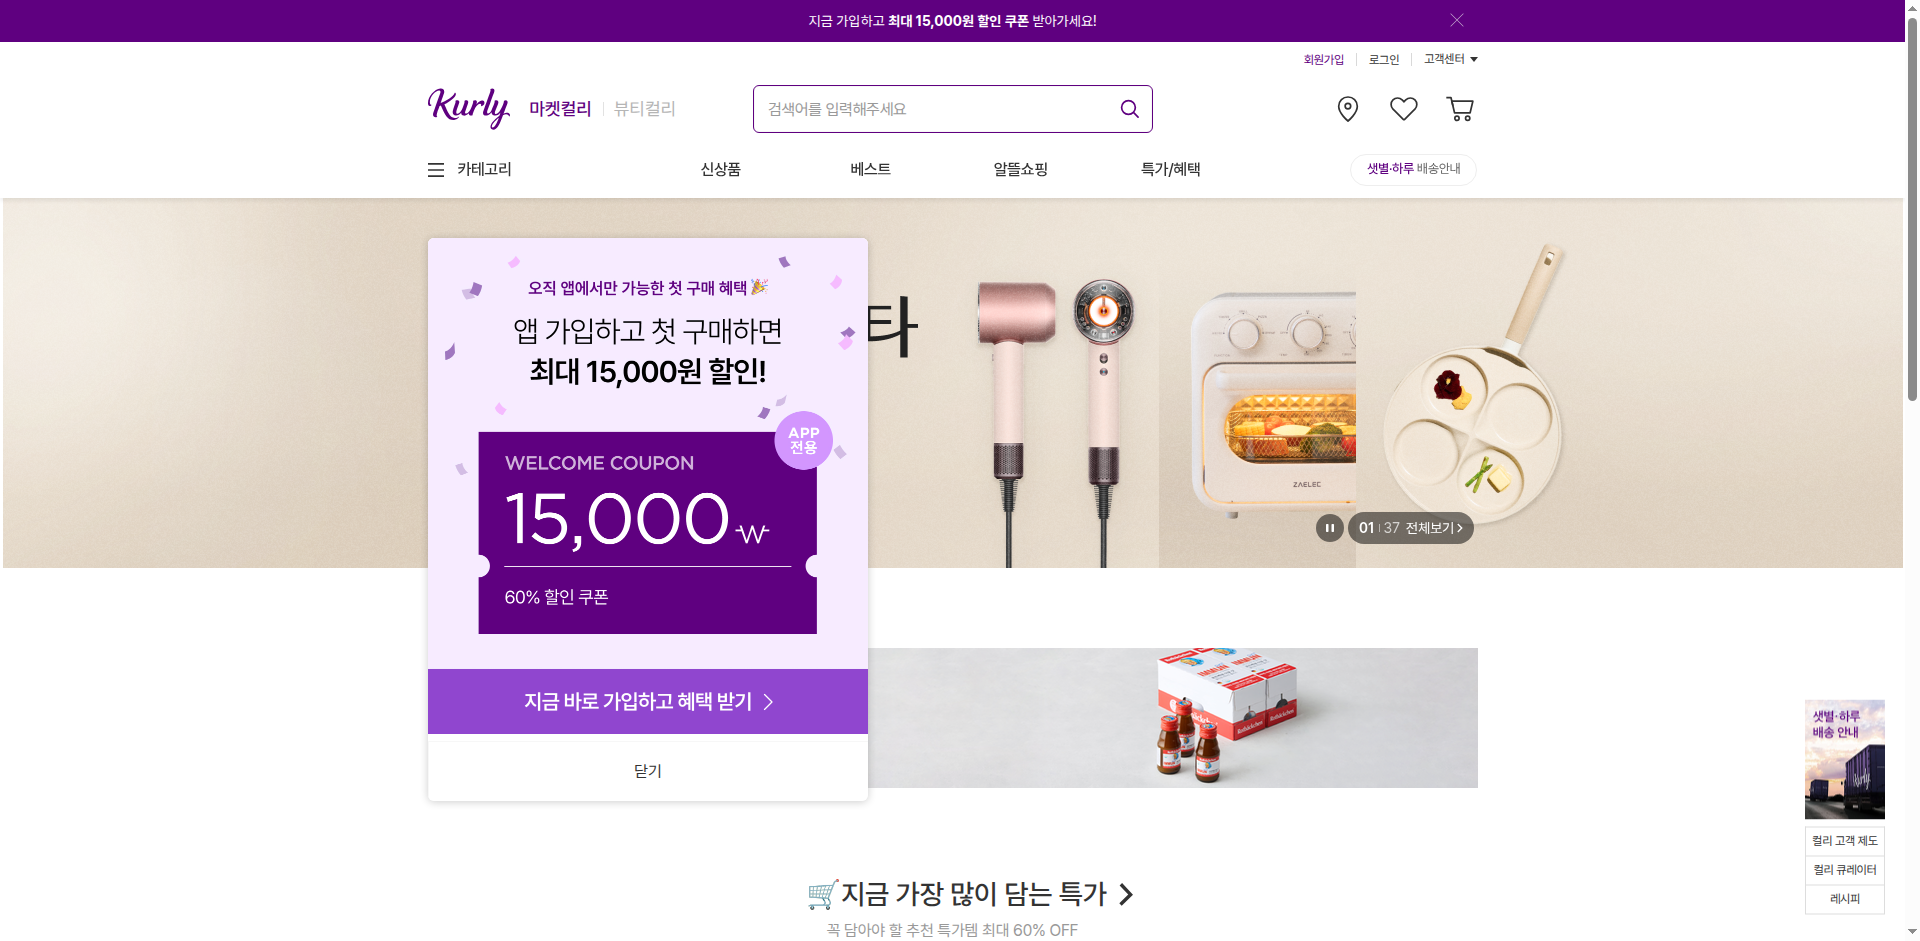 지금 가입하고 최대 15,000원 할인 쿠폰 받아가세요!
회원가입
로그인
고객센터
Kurly
마켓컬리
뷰티컬리
검색어를 입력해주세요
카테고리
신상품
베스트
알뜰쇼핑
특가/혜택
샛별·하루 배송안내
오직 앱에서만 가능한 첫 구매 혜택
앱 가입하고 첫 구매하면
최대 15,000원 할인!
APP
전용
WELCOME COUPON
15,000₩
60% 할인 쿠폰
지금 바로 가입하고 혜택 받기
닫기
타
ZAELEC
01 37 전체보기
샛별·하루
배송 안내
Kurly
컬리 고객 제도
컬리 큐레이터
레시피
지금 가장 많이 담는 특가
꼭 담아야 할 추천 특가템 최대 60% OFF